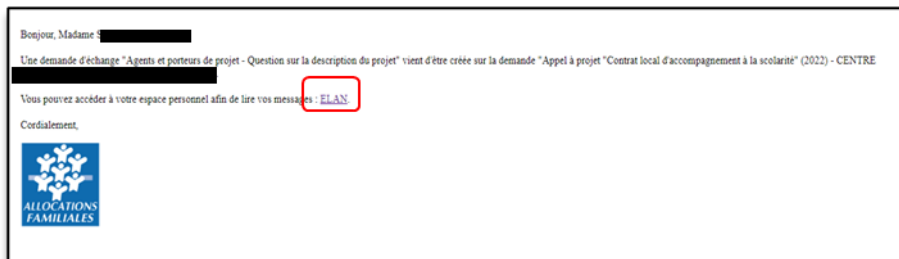 Bonjour, Madame S
Une demande d'échange "Agents et porteurs de projet - Question sur la description du projet" vient d'être créée sur la demande "Appel à projet "Contrat local d'accompagnement à la scolarité" (2022) - CENTRE
Vous pouvez accéder à votre espace personnel afin de lire vos messages : ELAN.
Cordialement,
ALLOCATIONS
FAMILIALES